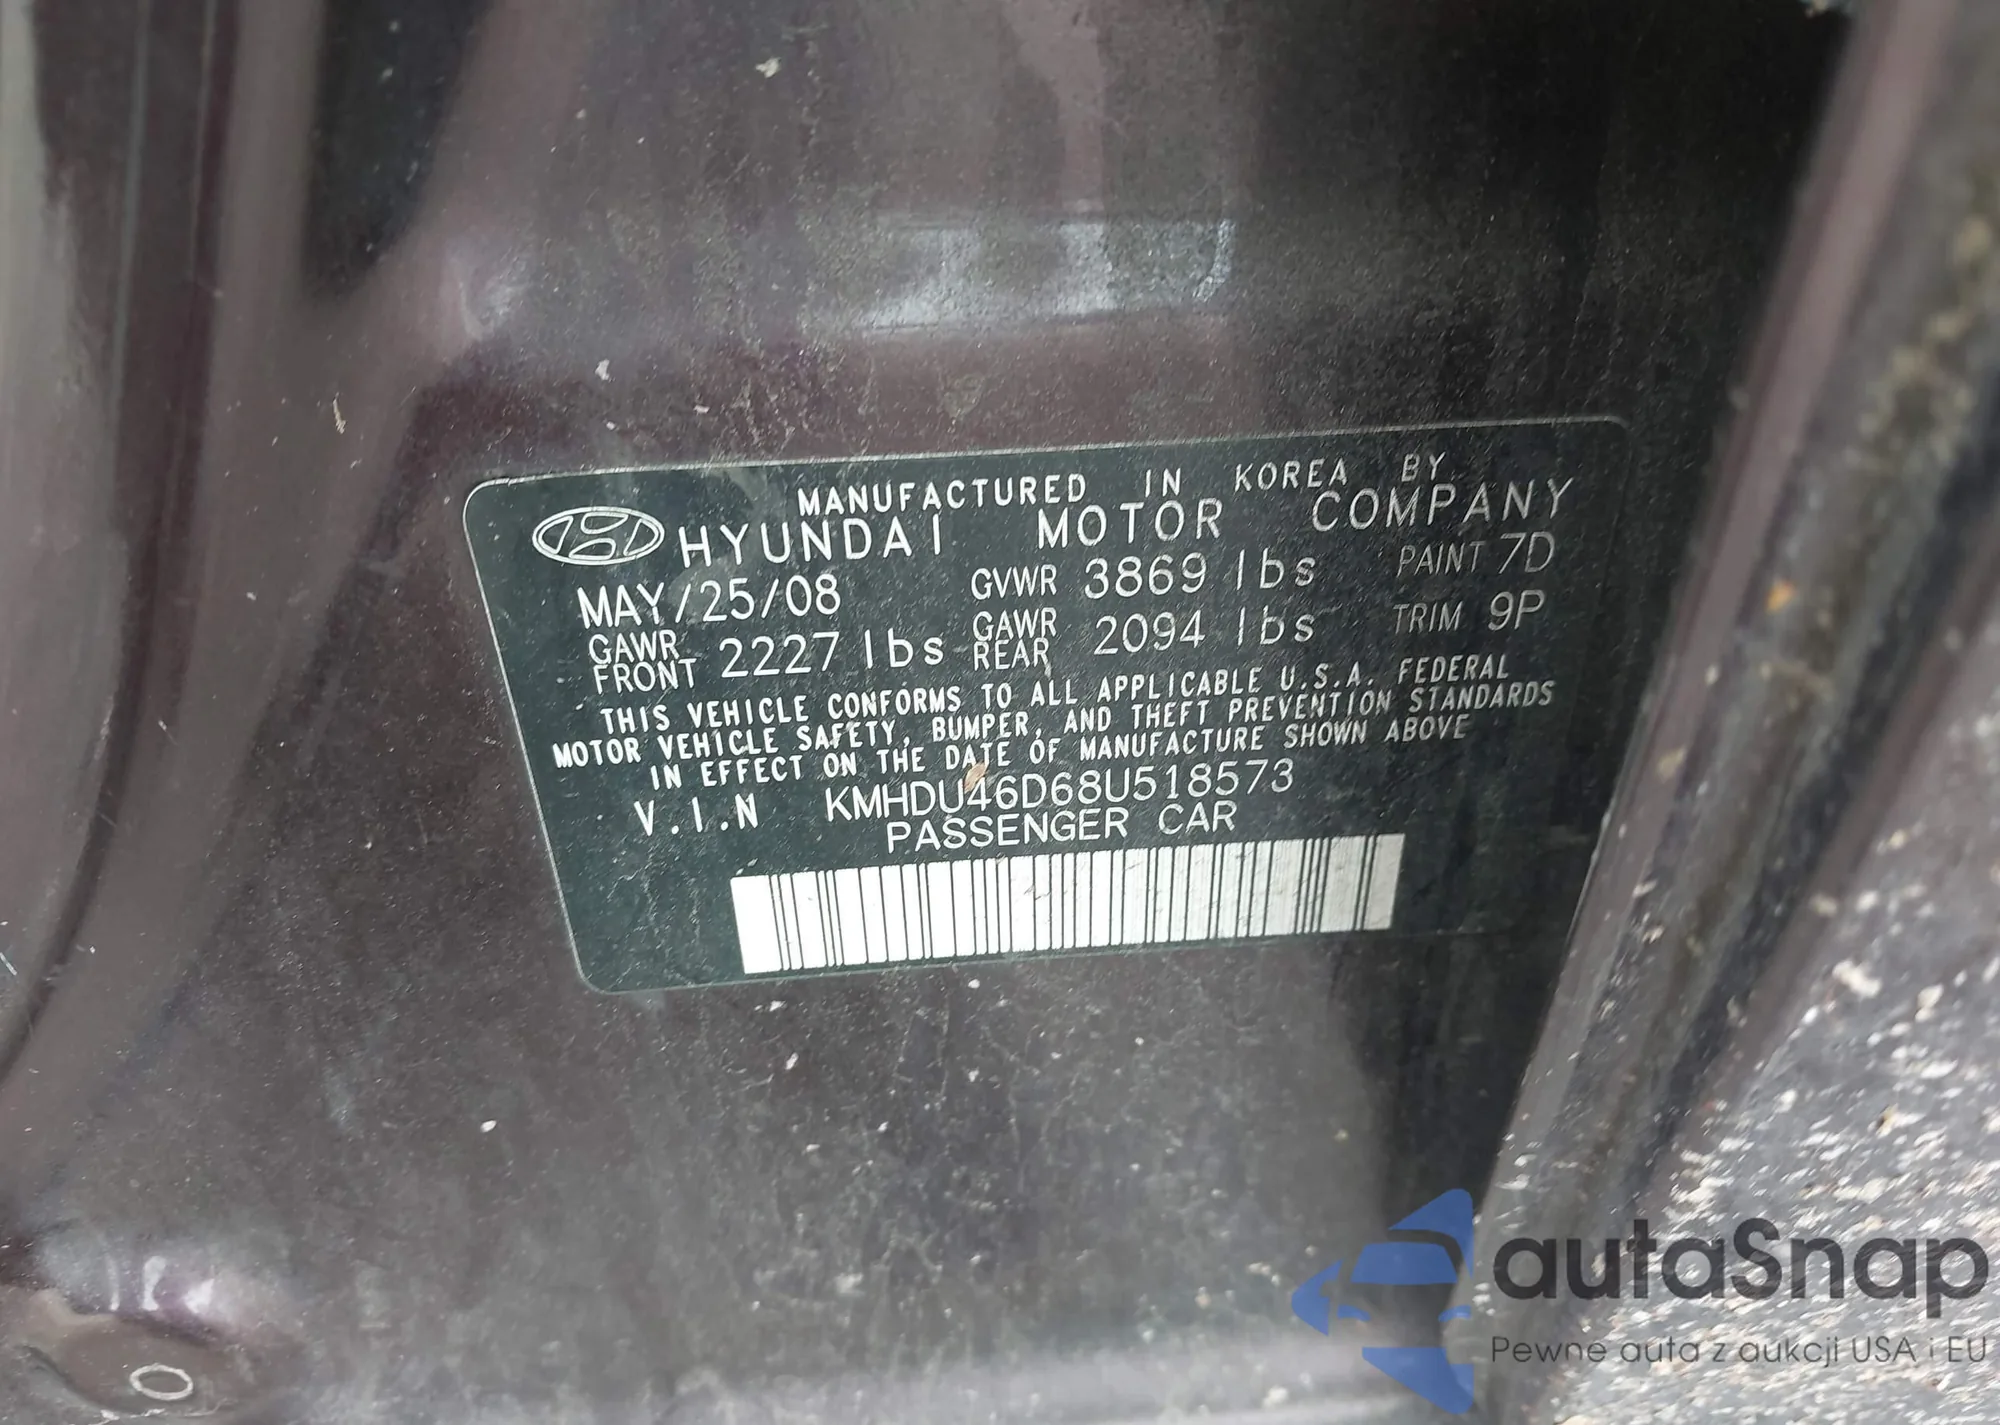 MANUFACTURED IN KOREA BY
HYUNDAI MOTOR COMPANY
MAY/25/08 GVWR 3869 lbs PAINT 7D
GAWR FRONT 2227 lbs GAWR REAR 2094 lbs TRIM 9P
THIS VEHICLE CONFORMS TO ALL APPLICABLE U.S.A. FEDERAL
MOTOR VEHICLE SAFETY, BUMPER, AND THEFT PREVENTION STANDARDS
IN EFFECT ON THE DATE OF MANUFACTURE SHOWN ABOVE
V.I.N KMHDU46D68U518573
PASSENGER CAR
autaSnap
Pewne auta z aukcji USA i EU